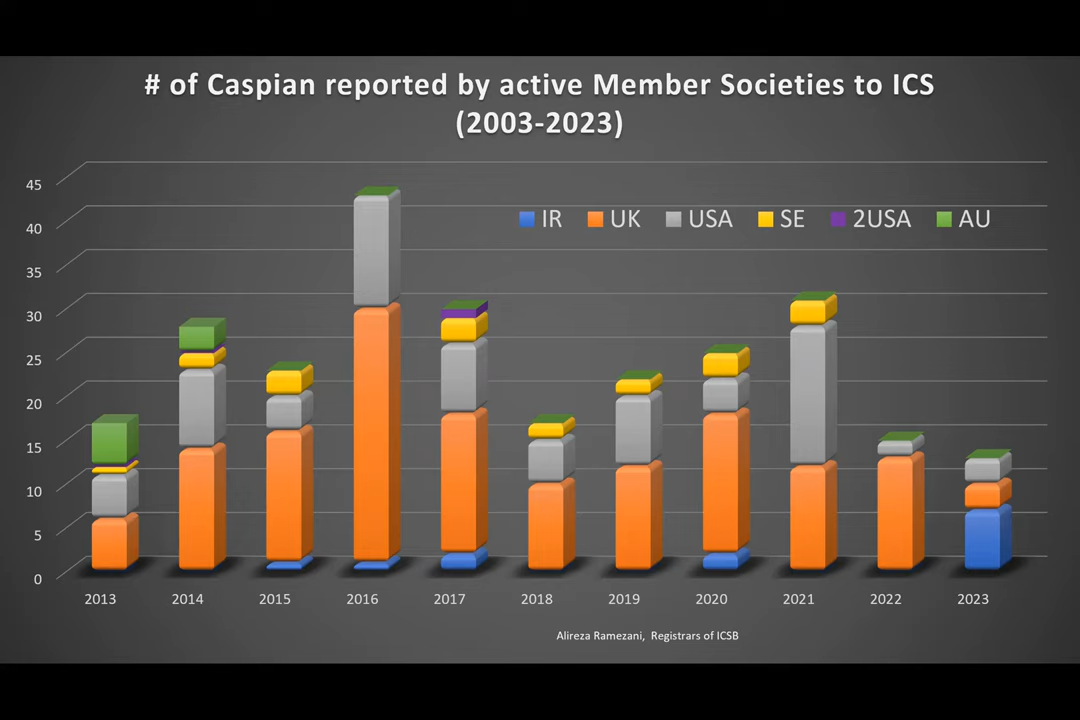 # of Caspian reported by active Member Societies to ICS
(2003-2023)
45
40
35
30
25
20
15
10
5
0
IR UK USA SE 2USA AU
2013 2014 2015 2016 2017 2018 2019 2020 2021 2022 2023
Alireza Ramezani, Registrars of ICSB